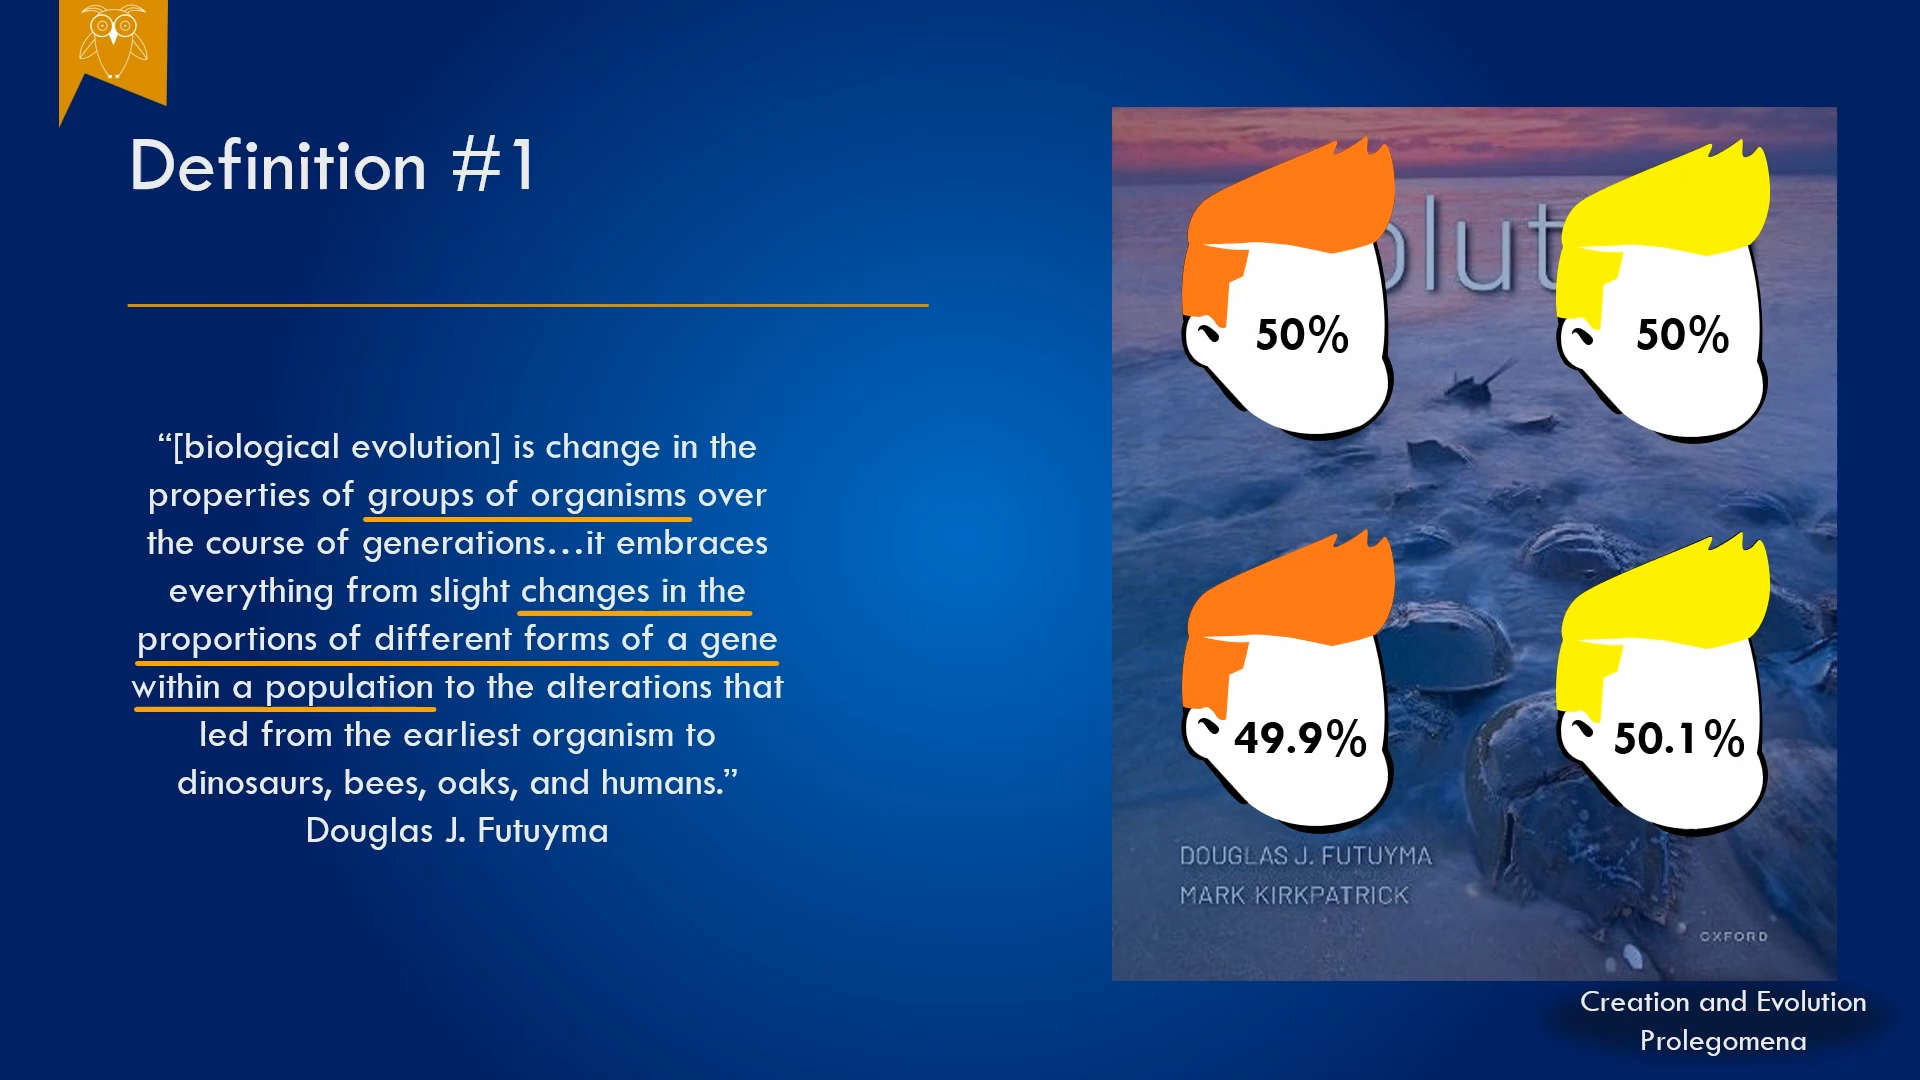 Definition #1
“[biological evolution] is change in the
properties of groups of organisms over
the course of generations…it embraces
everything from slight changes in the
proportions of different forms of a gene
within a population to the alterations that
led from the earliest organism to
dinosaurs, bees, oaks, and humans.”
Douglas J. Futuyma
olut
50%
50%
49.9%
50.1%
DOUGLAS J. FUTUYMA
MARK KIRKPATRICK
OXFORD
Creation and Evolution
Prolegomena